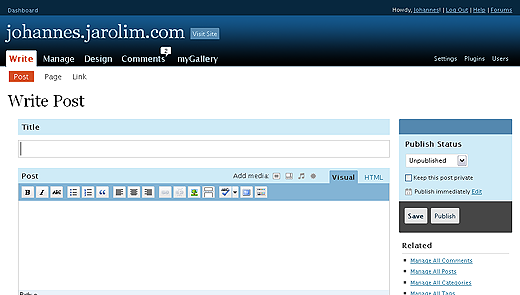 Dashboard
Howdy, Johannes! | Log Out | Help | Forums
johannes.jarolim.com Visit Site
Write Manage Design Comments 2 myGallery Settings Plugins Users
Post Page Link
Write Post
Title
Publish Status
Unpublished
Keep this post private
Publish immediately Edit
Save Publish
Post Add media: Visual HTML
B I ABC
Related
Manage All Comments
Manage All Posts
Manage All Categories
Manage All Tags